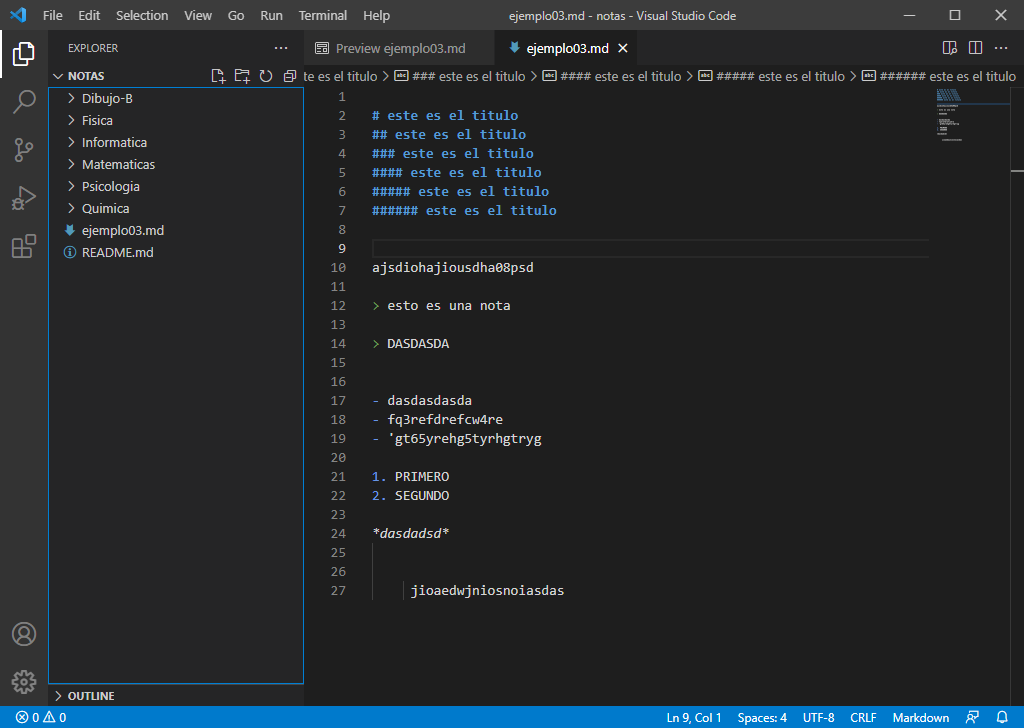 File Edit Selection View Go Run Terminal Help ejemplo03.md - notas - Visual Studio Code
EXPLORER ...
Preview ejemplo03.md
ejemplo03.md
NOTAS
te es el titulo > ### este es el titulo > #### este es el titulo > ##### este es el titulo > ###### este es el titulo
Dibujo-B
Fisica
Informatica
Matematicas
Psicologia
Quimica
ejemplo03.md
README.md
1
2 # este es el titulo
3 ## este es el titulo
4 ### este es el titulo
5 #### este es el titulo
6 ##### este es el titulo
7 ###### este es el titulo
8
9
10 ajsdiohajiousdha08psd
11
12 > esto es una nota
13
14 > DASDASDA
15
16
17 - dasdasdasda
18 - fq3refdrefcw4re
19 - 'gt65yrehg5tyrhgtryg
20
21 1. PRIMERO
22 2. SEGUNDO
23
24 *dasdadsd*
25
26
27 jioaedwjniosnoiasdas
OUTLINE
0 0 Ln 9, Col 1 Spaces: 4 UTF-8 CRLF Markdown